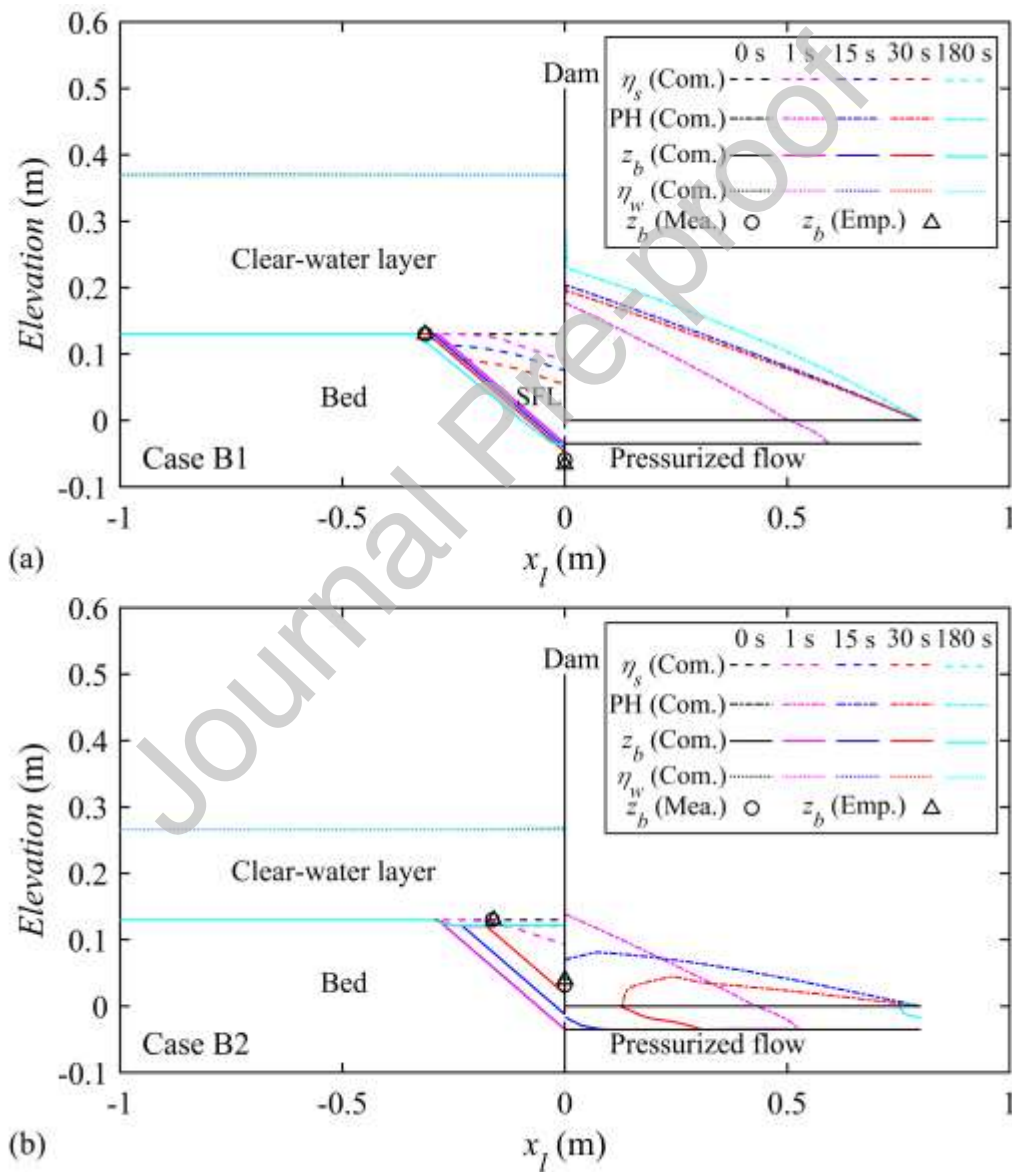 0.6
0.5
0.4
0.3
0.2
0.1
0
-0.1
Elevation (m)
Dam
0 s 1 s 15 s 30 s 180 s
η_s (Com.)
PH (Com.)
z_b (Com.)
η_w (Com.)
z_b (Mea.) z_b (Emp.)
Clear-water layer
Bed
SFL
Case B1
Pressurized flow
-1 -0.5 0 0.5 1
(a)
x_l (m)
0.6
0.5
0.4
0.3
0.2
0.1
0
-0.1
Elevation (m)
Dam
0 s 1 s 15 s 30 s 180 s
η_s (Com.)
PH (Com.)
z_b (Com.)
η_w (Com.)
z_b (Mea.) z_b (Emp.)
Clear-water layer
Bed
Case B2
Pressurized flow
-1 -0.5 0 0.5 1
(b)
x_l (m)
Journal Pre-proof